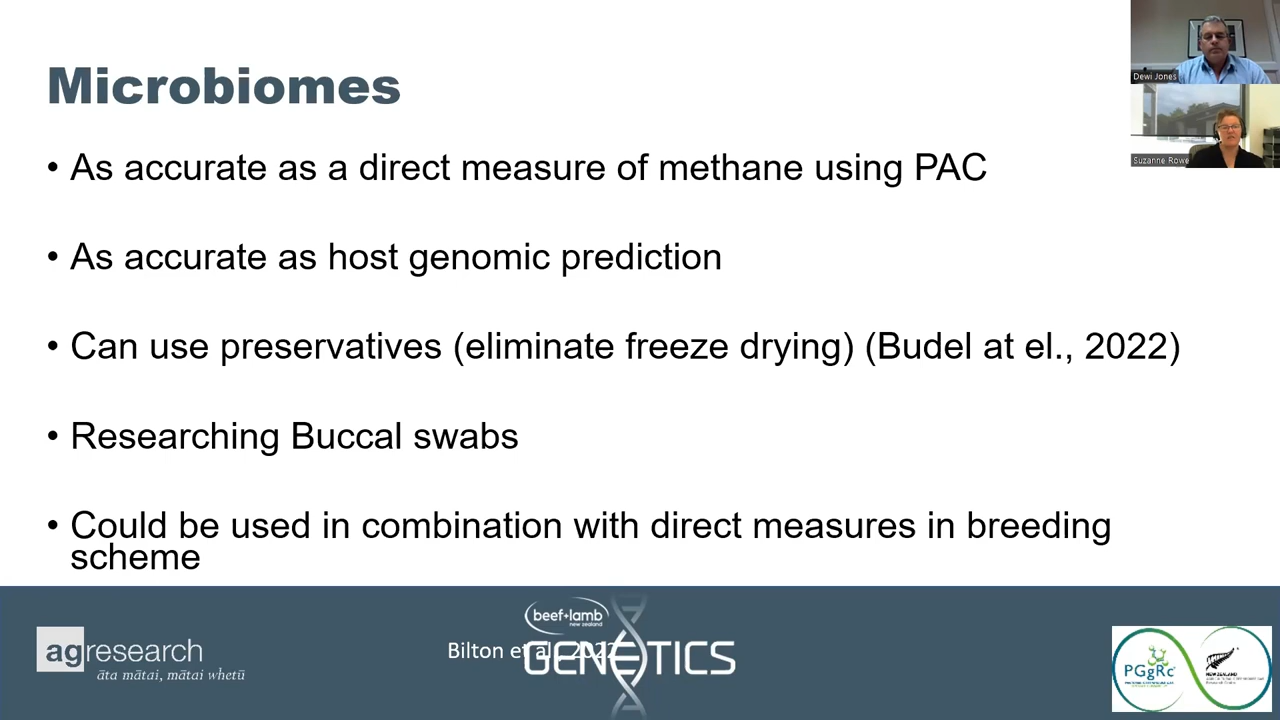 Microbiomes
• As accurate as a direct measure of methane using PAC
• As accurate as host genomic prediction
• Can use preservatives (eliminate freeze drying) (Budel at el., 2022)
• Researching Buccal swabs
• Could be used in combination with direct measures in breeding
scheme
Dewi Jones
Suzanne Rowe
agresearch
āta mātai, mātai whetū
beef+lamb
new zealand
GENETICS
Bilton et al., 2022
PGgRc
NEW ZEALAND